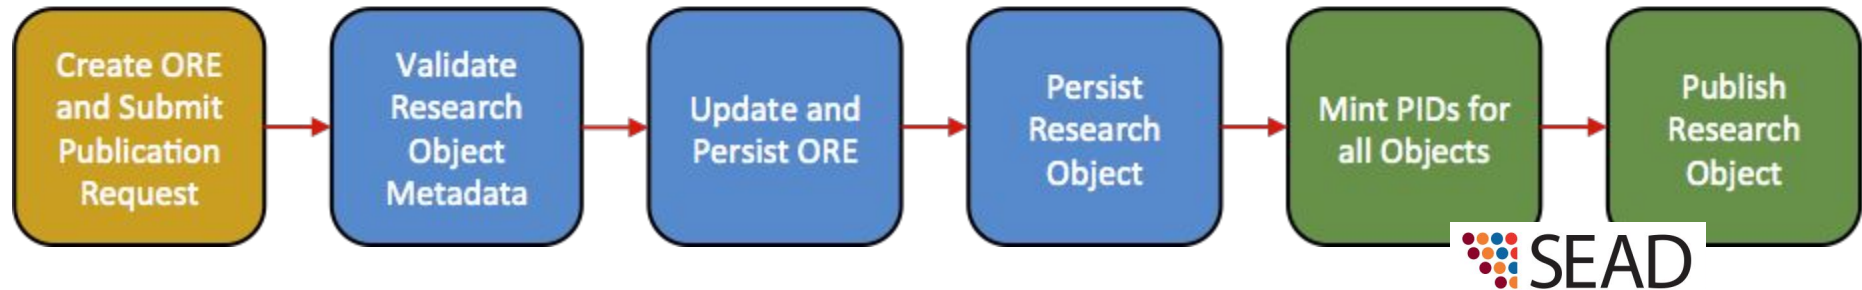 Create ORE
and Submit
Publication
Request
Validate
Research
Object
Metadata
Update and
Persist ORE
Persist
Research
Object
Mint PIDs for
all Objects
Publish
Research
Object
SEAD